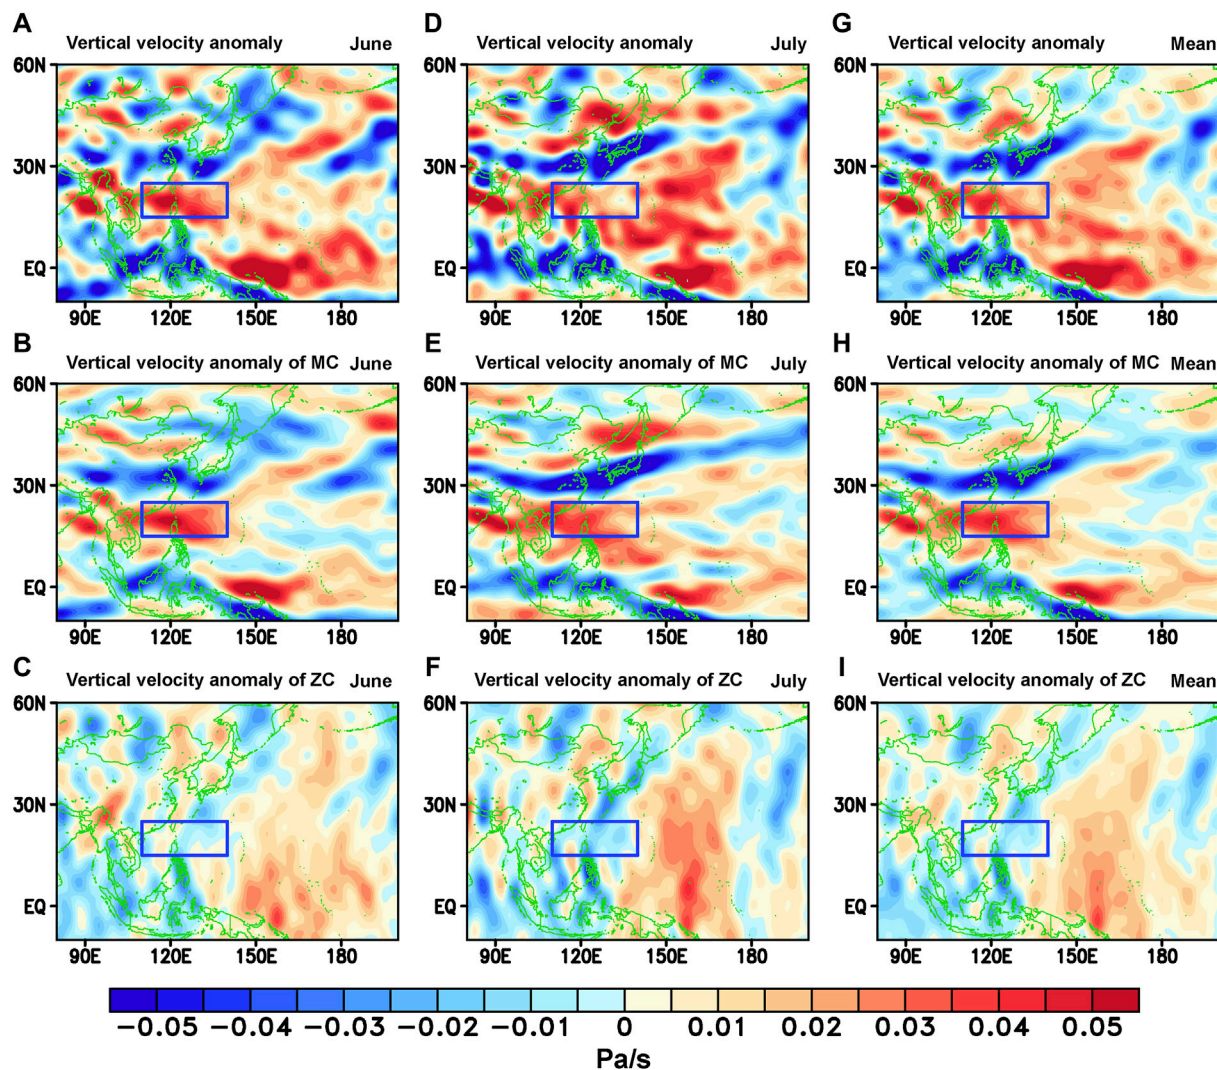 A
Vertical velocity anomaly June
60N
30N
EQ
90E 120E 150E 180
D
Vertical velocity anomaly July
60N
30N
EQ
90E 120E 150E 180
G
Vertical velocity anomaly Mean
60N
30N
EQ
90E 120E 150E 180
B
Vertical velocity anomaly of MC June
60N
30N
EQ
90E 120E 150E 180
E
Vertical velocity anomaly of MC July
60N
30N
EQ
90E 120E 150E 180
H
Vertical velocity anomaly of MC Mean
60N
30N
EQ
90E 120E 150E 180
C
Vertical velocity anomaly of ZC June
60N
30N
EQ
90E 120E 150E 180
F
Vertical velocity anomaly of ZC July
60N
30N
EQ
90E 120E 150E 180
I
Vertical velocity anomaly of ZC Mean
60N
30N
EQ
90E 120E 150E 180
−0.05 −0.04 −0.03 −0.02 −0.01 0 0.01 0.02 0.03 0.04 0.05
Pa/s